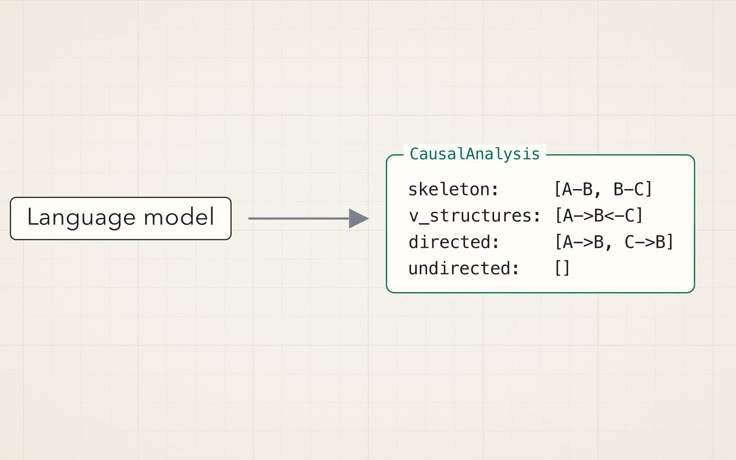 Language model
CausalAnalysis
skeleton: [A-B, B-C]
v_structures: [A->B<-C]
directed: [A->B, C->B]
undirected: []